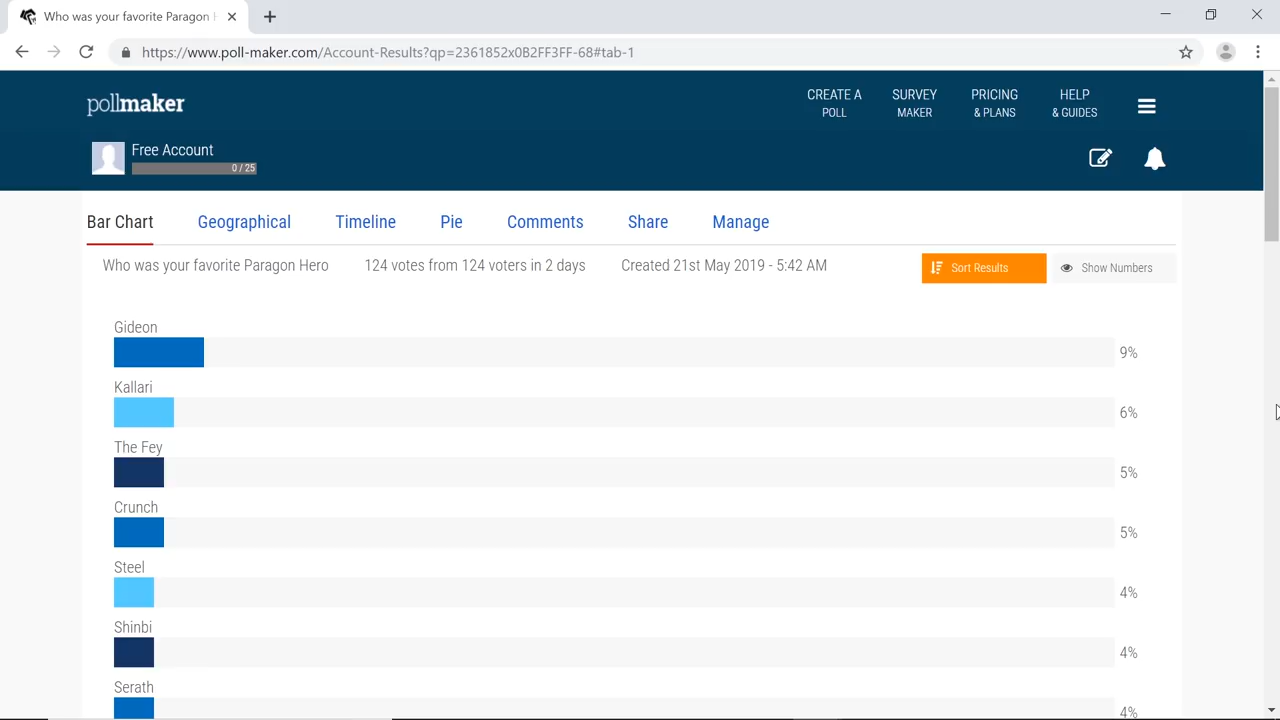 Who was your favorite Paragon H
https://www.poll-maker.com/Account-Results?qp=2361852x0B2FF3FF-68#tab-1
pollmaker
CREATE A POLL
SURVEY MAKER
PRICING & PLANS
HELP & GUIDES
Free Account
0 / 25
Bar Chart Geographical Timeline Pie Comments Share Manage
Who was your favorite Paragon Hero 124 votes from 124 voters in 2 days Created 21st May 2019 - 5:42 AM Sort Results Show Numbers
Gideon
9%
Kallari
6%
The Fey
5%
Crunch
5%
Steel
4%
Shinbi
4%
Serath
4%